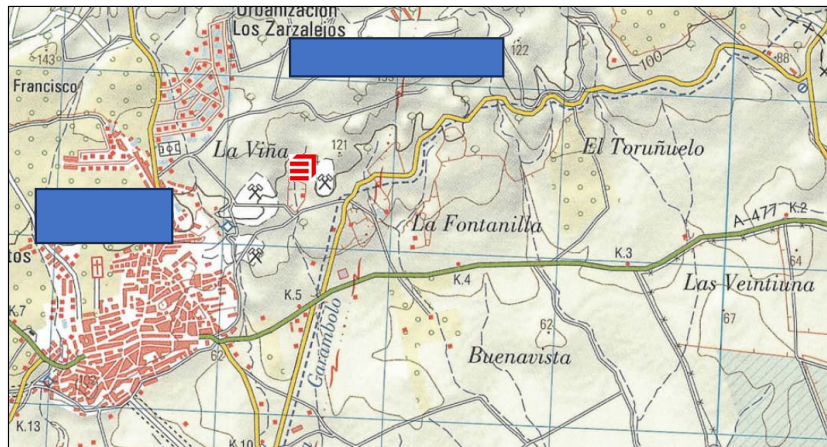 Urbanización
Los Zarzalejos
143
122
100
88
Francisco
La Viña
121
El Toruñuelo
La Fontanilla
A-477
K.2
tos
K.3
K.4
Las Veintiuna
64
K.7
K.5
Garambolo
62
67
62
Buenavista
K.13
K.10